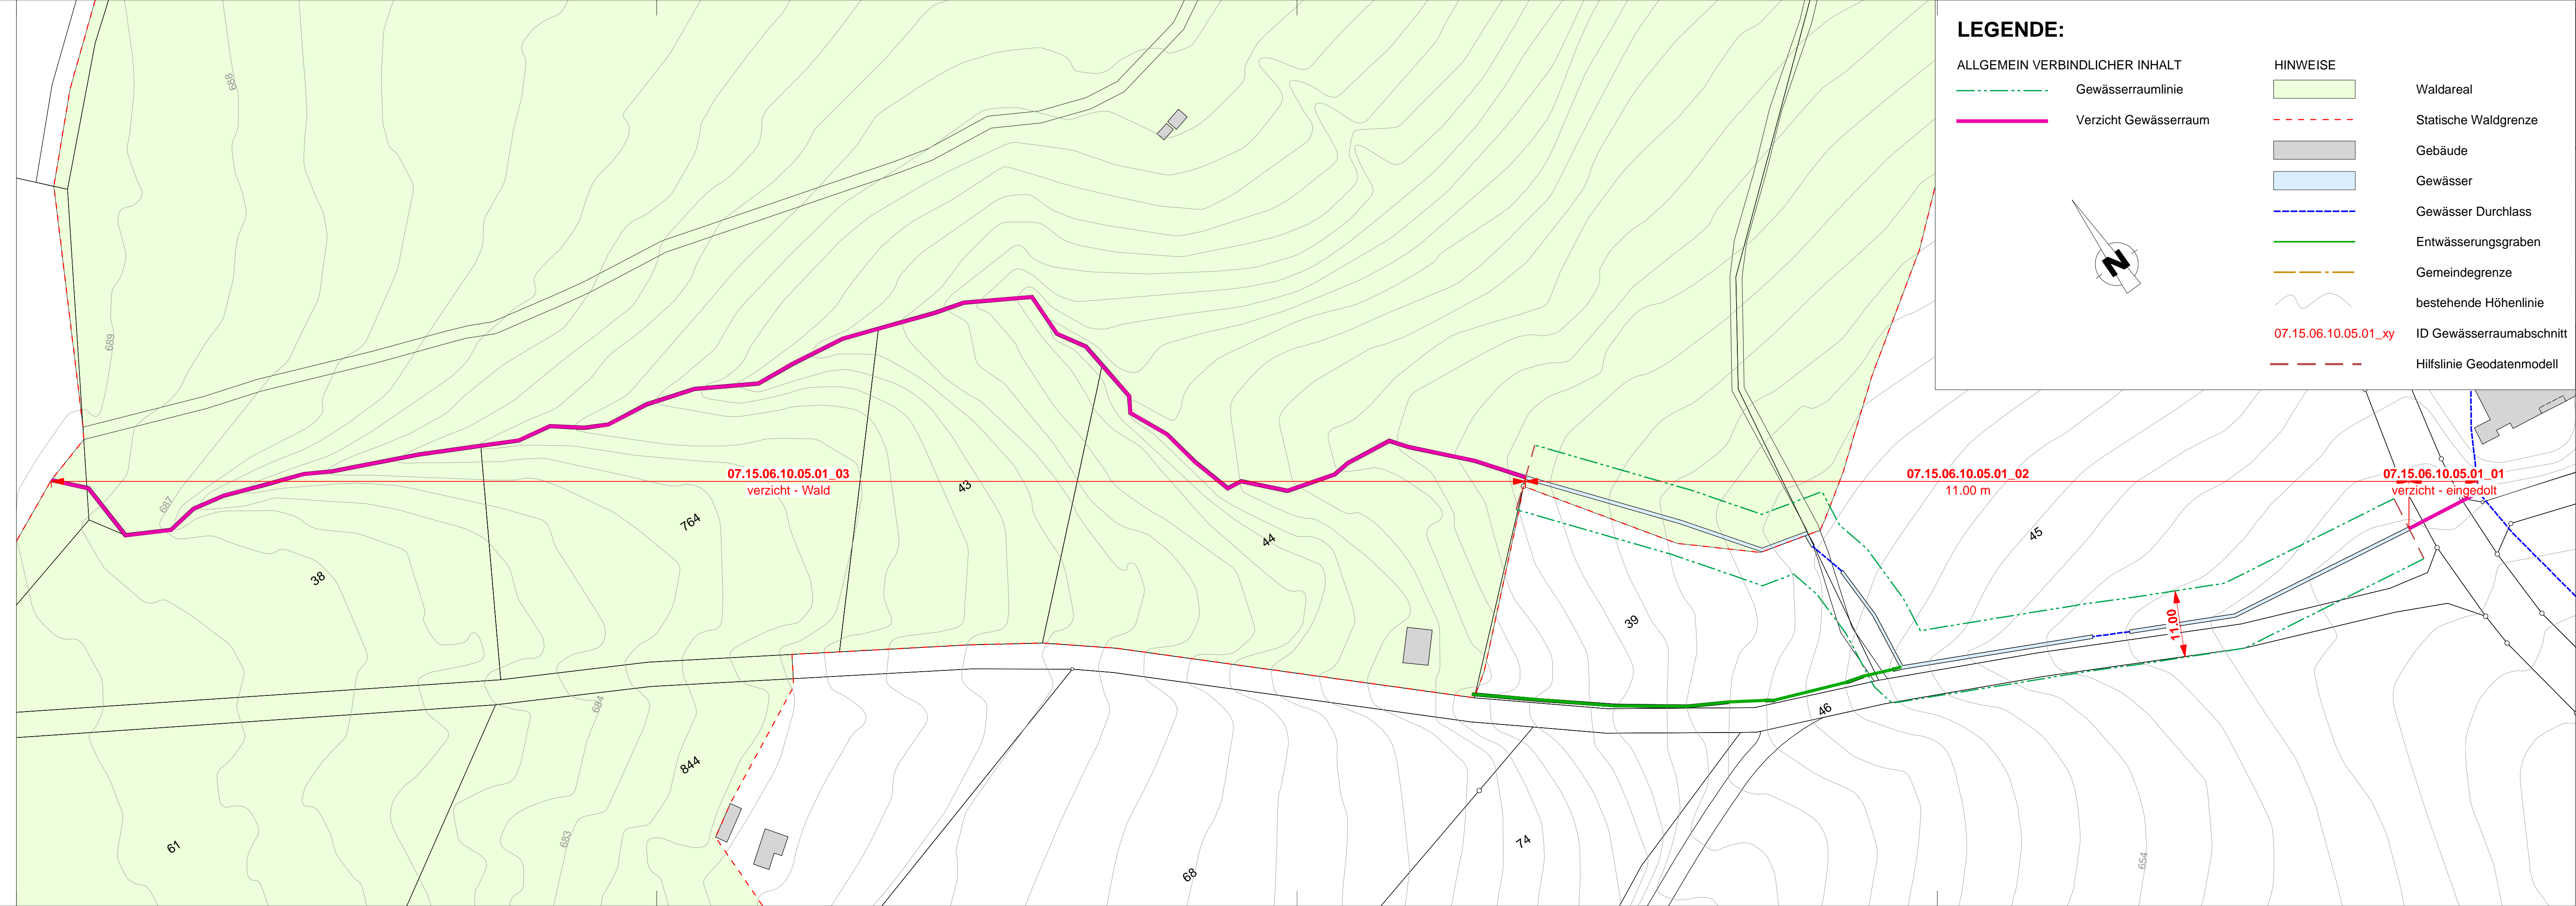 LEGENDE:
ALLGEMEIN VERBINDLICHER INHALT
Gewässerraumlinie
Verzicht Gewässerraum
HINWEISE
Waldareal
Statische Waldgrenze
Gebäude
Gewässer
Gewässer Durchlass
Entwässerungsgraben
Gemeindegrenze
bestehende Höhenlinie
07.15.06.10.05.01_xy ID Gewässerraumabschnitt
Hilfslinie Geodatenmodell
N
688
689
687
07.15.06.10.05.01_03
verzicht - Wald
07.15.06.10.05.01_02
11.00 m
07.15.06.10.05.01_01
verzicht - eingedolt
43
764
44
45
38
39
11.00
684
46
844
683
61
68
74
654